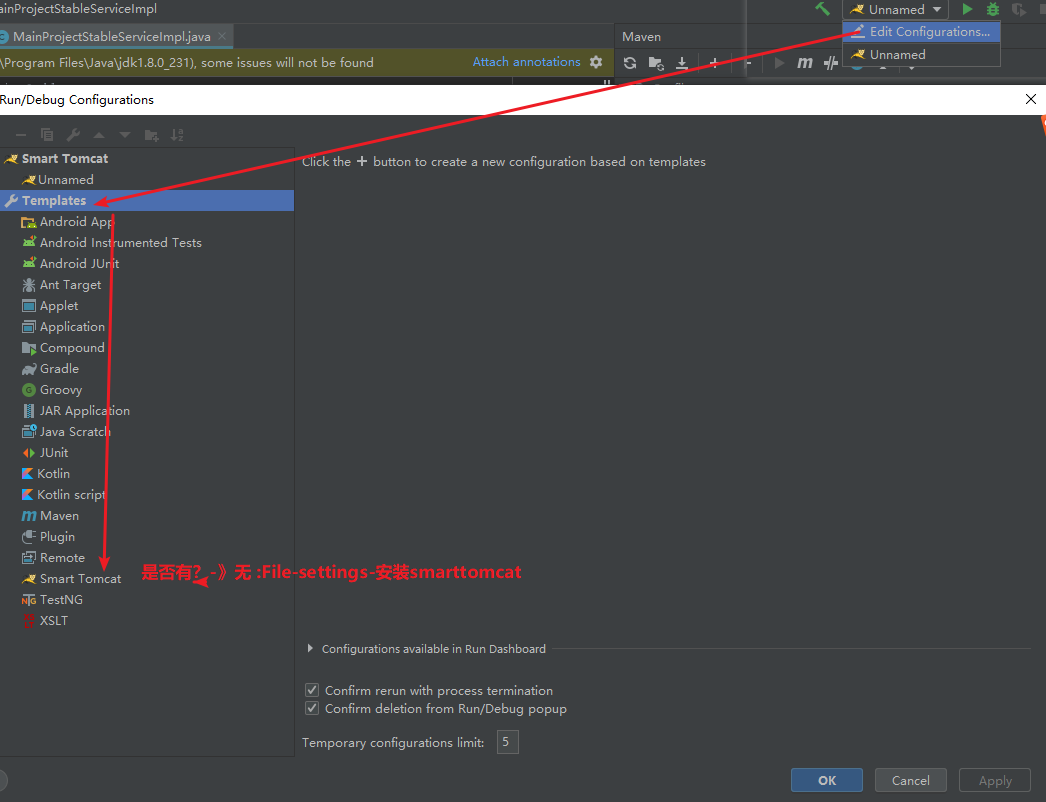 ainProjectStableServiceImpl
MainProjectStableServiceImpl.java
\Program Files\Java\jdk1.8.0_231), some issues will not be found
Attach annotations
Maven
Unnamed
Edit Configurations...
Unnamed
Run/Debug Configurations
Smart Tomcat
Unnamed
Templates
Android App
Android Instrumented Tests
Android JUnit
Ant Target
Applet
Application
Compound
Gradle
Groovy
JAR Application
Java Scratch
JUnit
Kotlin
Kotlin script
Maven
Plugin
Remote
Smart Tomcat
TestNG
XSLT
Click the + button to create a new configuration based on templates
是否有? -》无 :File-settings-安装smarttomcat
Configurations available in Run Dashboard
Confirm rerun with process termination
Confirm deletion from Run/Debug popup
Temporary configurations limit: 5
OK
Cancel
Apply